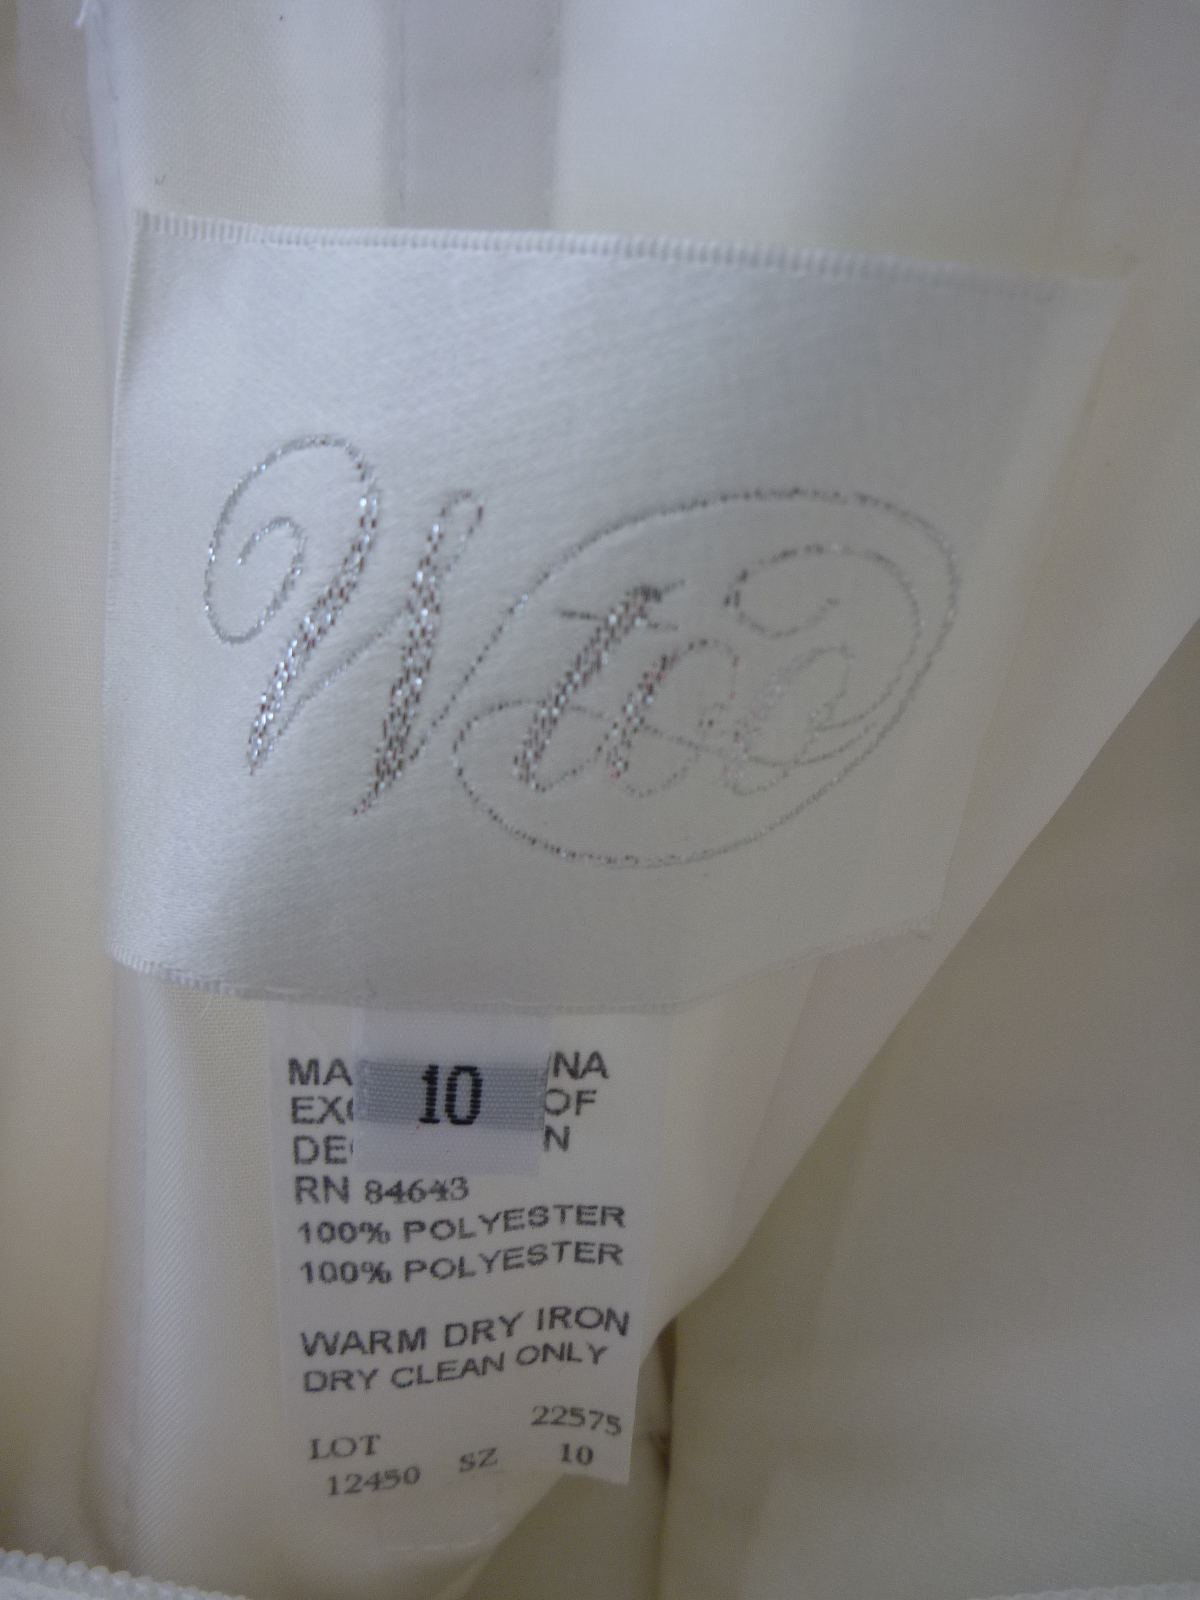 Wtoo
10
MA NA
EXC OF
DE N
RN 84643
100% POLYESTER
100% POLYESTER
WARM DRY IRON
DRY CLEAN ONLY
22575
LOT SZ 10
12450